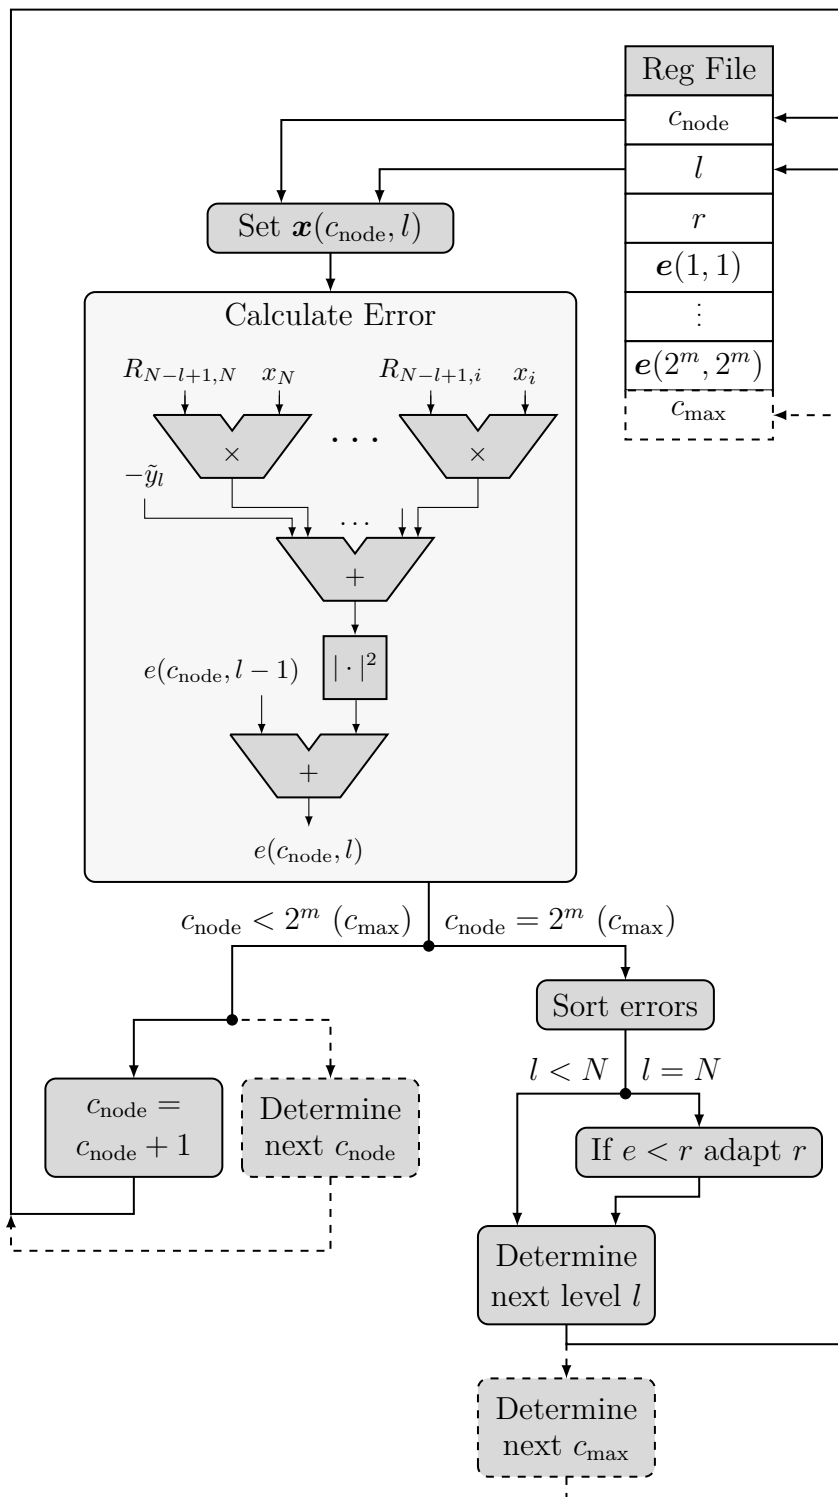 Reg File
c_node
l
r
e(1, 1)
⋮
e(2^m, 2^m)
c_max
Set x(c_node, l)
Calculate Error
R_{N−l+1,N} x_N R_{N−l+1,i} x_i
× · · · ×
−ỹ_l
. . .
+
e(c_node, l − 1) | · |^2
+
e(c_node, l)
c_node < 2^m (c_max) c_node = 2^m (c_max)
Sort errors
l < N l = N
c_node =
c_node + 1
Determine
next c_node
If e < r adapt r
Determine
next level l
Determine
next c_max